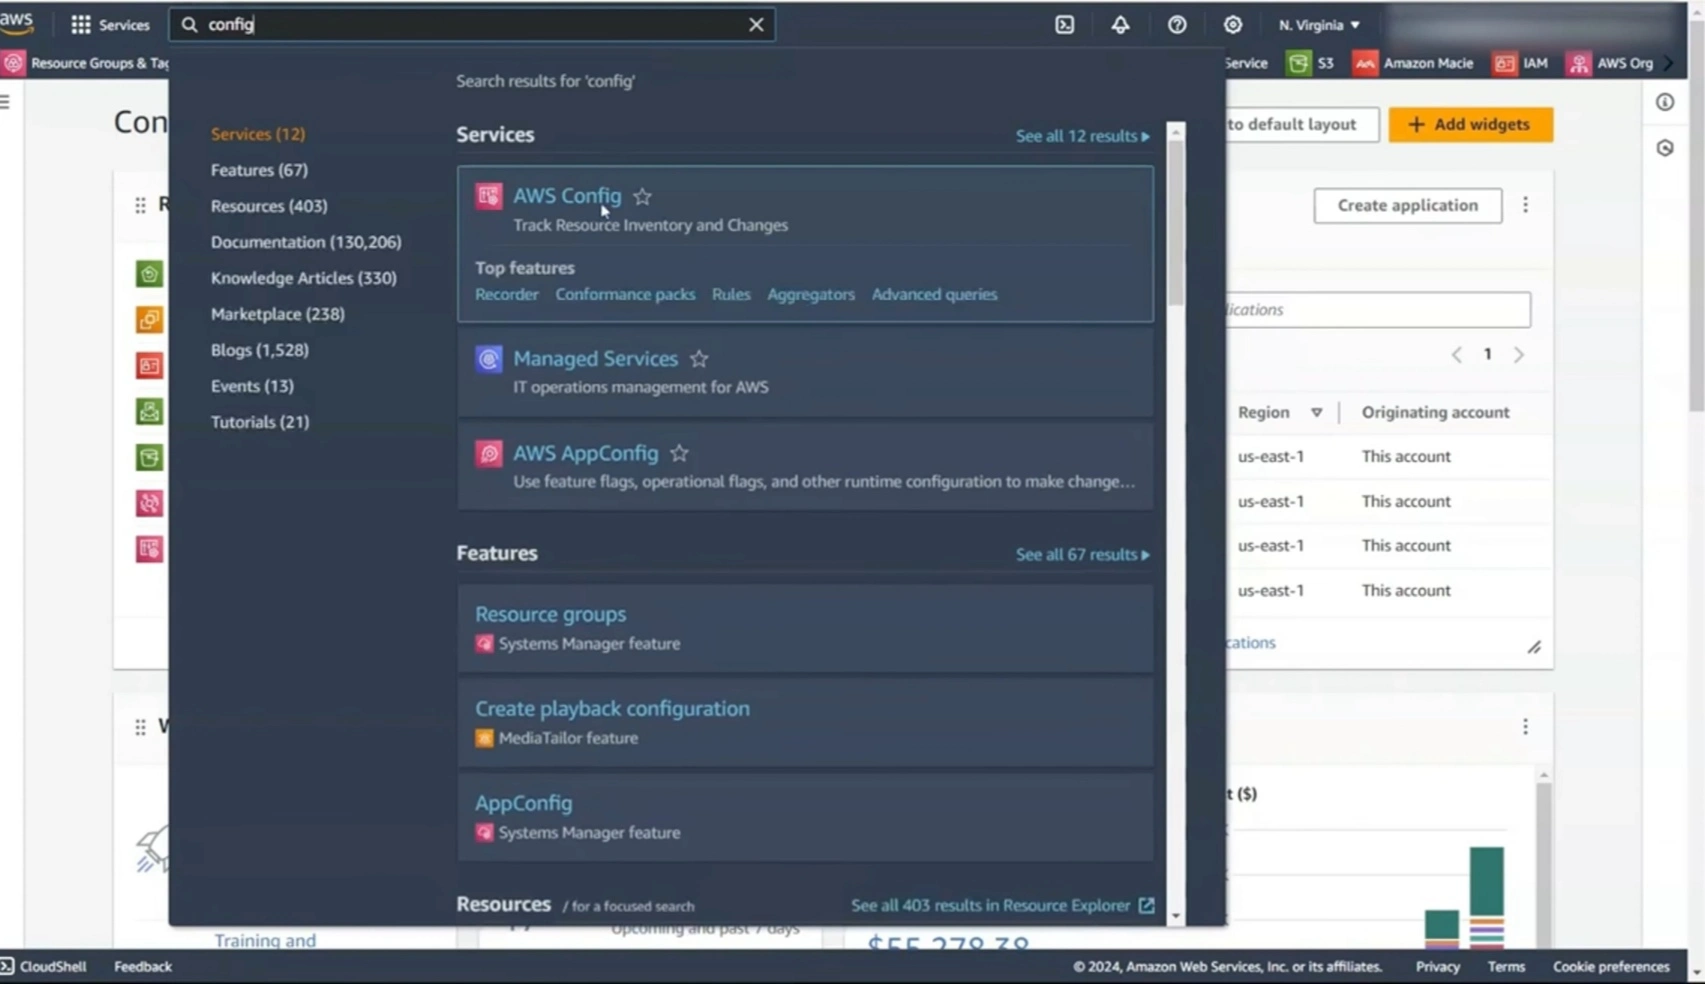 aws
Services
config
N. Virginia
Resource Groups & Tag
Service
S3
Amazon Macie
IAM
AWS Org
Search results for 'config'
Services (12)
Features (67)
Resources (403)
Documentation (130,206)
Knowledge Articles (330)
Marketplace (238)
Blogs (1,528)
Events (13)
Tutorials (21)
Services
See all 12 results
AWS Config
Track Resource Inventory and Changes
Top features
Recorder Conformance packs Rules Aggregators Advanced queries
Managed Services
IT operations management for AWS
AWS AppConfig
Use feature flags, operational flags, and other runtime configuration to make change...
Features
See all 67 results
Resource groups
Systems Manager feature
Create playback configuration
MediaTailor feature
AppConfig
Systems Manager feature
Resources / for a focused search
See all 403 results in Resource Explorer
Con
R
W
to default layout
+ Add widgets
Create application
lications
1
Region Originating account
us-east-1 This account
us-east-1 This account
us-east-1 This account
us-east-1 This account
cations
t ($)
Training and
Upcoming and past 7 days
$55,278.38
CloudShell
Feedback
© 2024, Amazon Web Services, Inc. or its affiliates.
Privacy
Terms
Cookie preferences